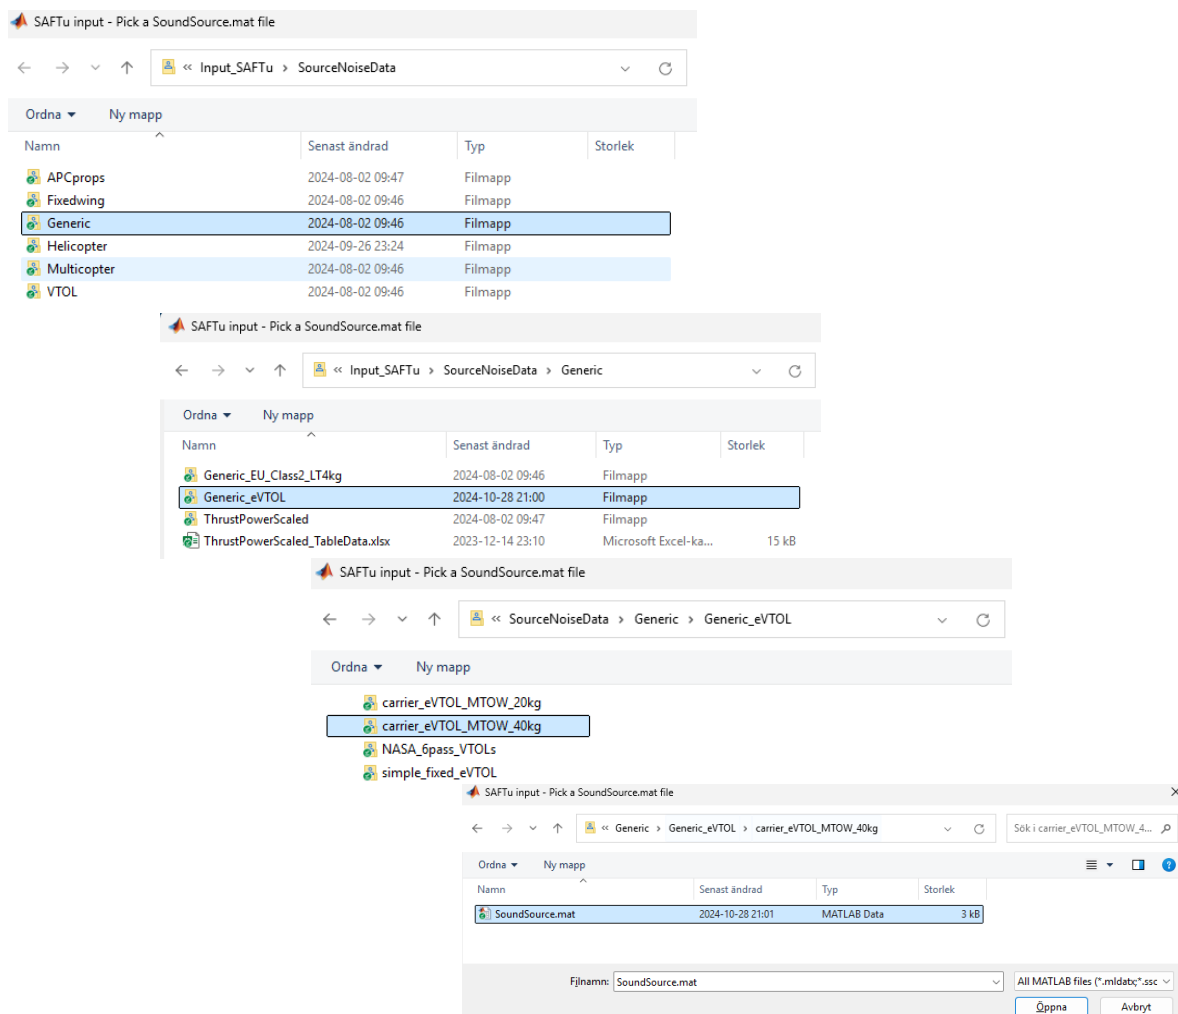 SAFTu input - Pick a SoundSource.mat file
« Input_SAFTu › SourceNoiseData
Ordna Ny mapp
Namn Senast ändrad Typ Storlek
APCprops 2024-08-02 09:47 Filmapp
Fixedwing 2024-08-02 09:46 Filmapp
Generic 2024-08-02 09:46 Filmapp
Helicopter 2024-09-26 23:24 Filmapp
Multicopter 2024-08-02 09:46 Filmapp
VTOL 2024-08-02 09:46 Filmapp
SAFTu input - Pick a SoundSource.mat file
« Input_SAFTu › SourceNoiseData › Generic
Ordna Ny mapp
Namn Senast ändrad Typ Storlek
Generic_EU_Class2_LT4kg 2024-08-02 09:46 Filmapp
Generic_eVTOL 2024-10-28 21:00 Filmapp
ThrustPowerScaled 2024-08-02 09:47 Filmapp
ThrustPowerScaled_TableData.xlsx 2023-12-14 23:10 Microsoft Excel-ka... 15 kB
SAFTu input - Pick a SoundSource.mat file
« SourceNoiseData › Generic › Generic_eVTOL
Ordna Ny mapp
carrier_eVTOL_MTOW_20kg
carrier_eVTOL_MTOW_40kg
NASA_6pass_VTOLs
simple_fixed_eVTOL
SAFTu input - Pick a SoundSource.mat file
« Generic › Generic_eVTOL › carrier_eVTOL_MTOW_40kg Sök i carrier_eVTOL_MTOW_4...
Ordna Ny mapp
Namn Senast ändrad Typ Storlek
SoundSource.mat 2024-10-28 21:01 MATLAB Data 3 kB
Filnamn: SoundSource.mat All MATLAB files (*.mldatx;*.ssc
Öppna Avbryt